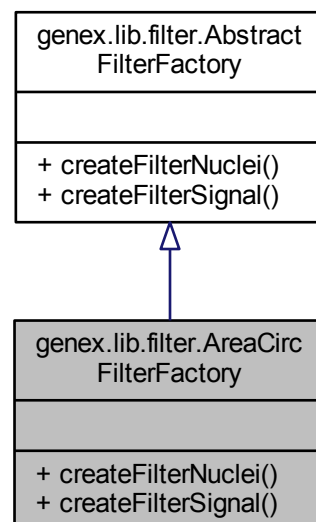 genex.lib.filter.Abstract
FilterFactory
+ createFilterNuclei()
+ createFilterSignal()
genex.lib.filter.AreaCirc
FilterFactory
+ createFilterNuclei()
+ createFilterSignal()